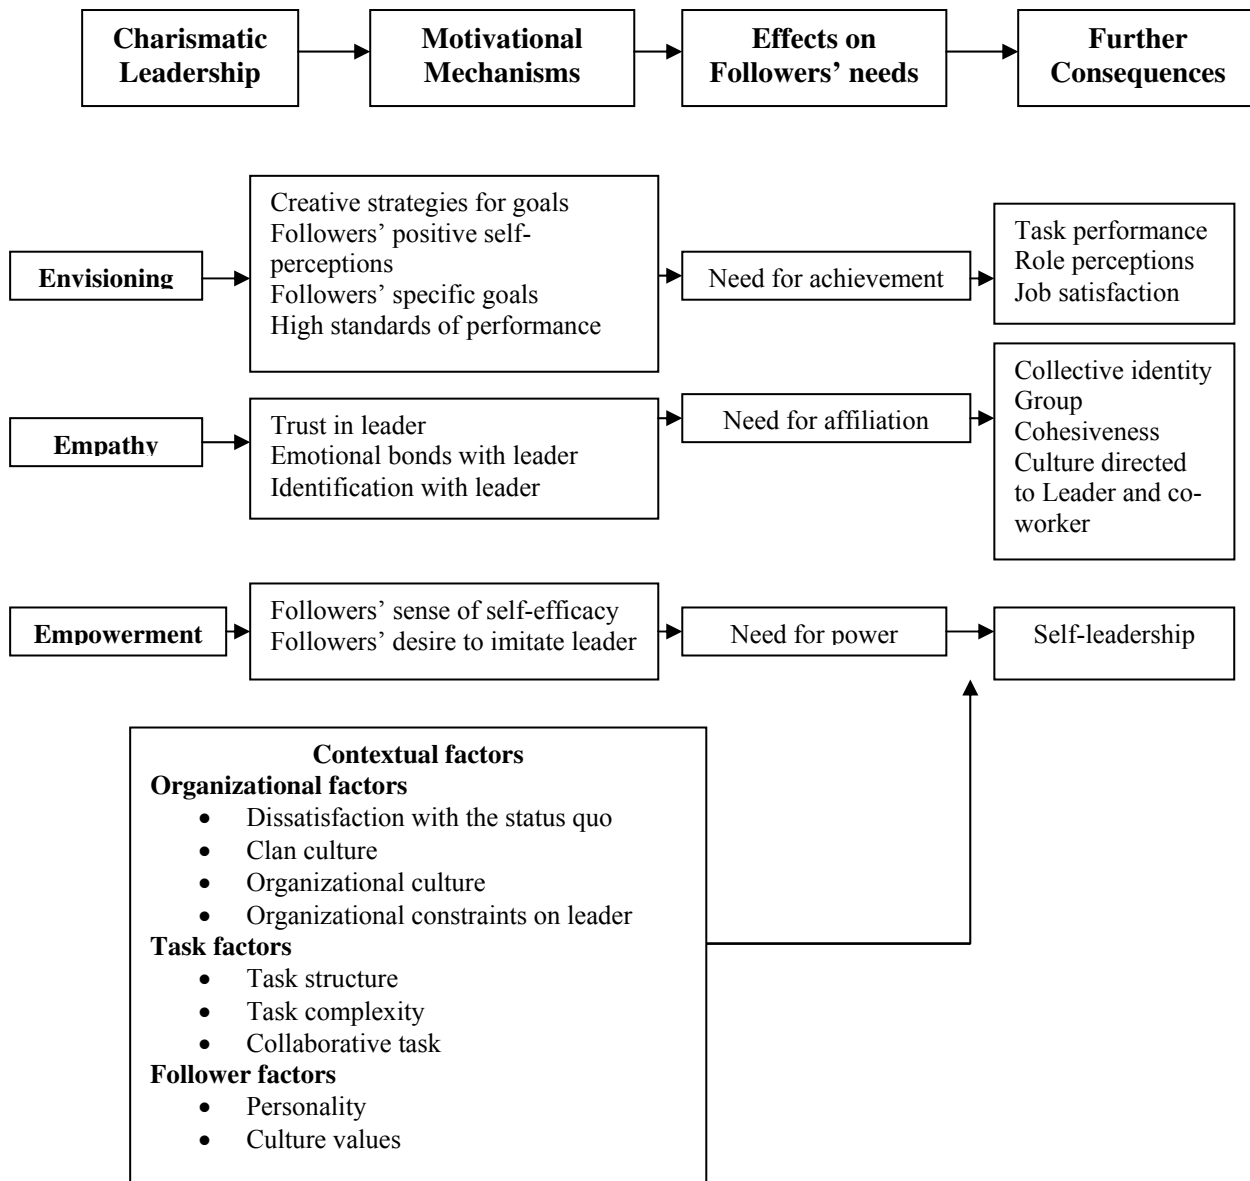 Charismatic
Leadership
Motivational
Mechanisms
Effects on
Followers’ needs
Further
Consequences
Envisioning
Creative strategies for goals
Followers’ positive self-
perceptions
Followers’ specific goals
High standards of performance
Need for achievement
Task performance
Role perceptions
Job satisfaction
Empathy
Trust in leader
Emotional bonds with leader
Identification with leader
Need for affiliation
Collective identity
Group
Cohesiveness
Culture directed
to Leader and co-
worker
Empowerment
Followers’ sense of self-efficacy
Followers’ desire to imitate leader
Need for power
Self-leadership
Contextual factors
Organizational factors
• Dissatisfaction with the status quo
• Clan culture
• Organizational culture
• Organizational constraints on leader
Task factors
• Task structure
• Task complexity
• Collaborative task
Follower factors
• Personality
• Culture values